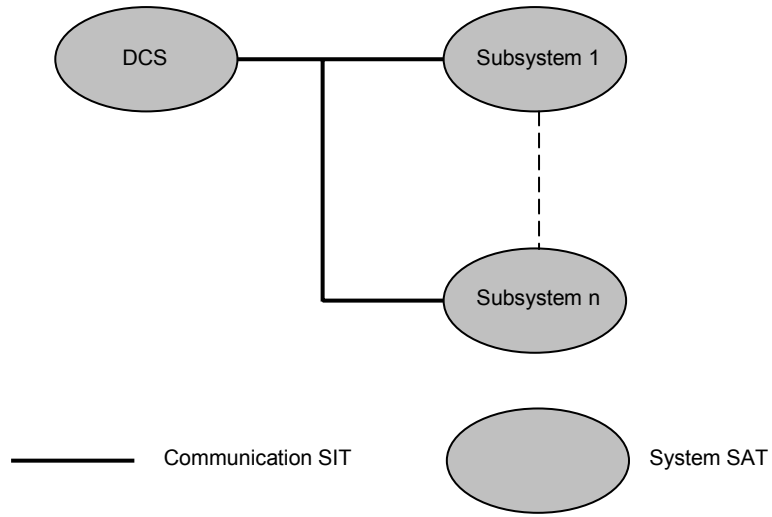 DCS
Subsystem 1
Subsystem n
Communication SIT
System SAT